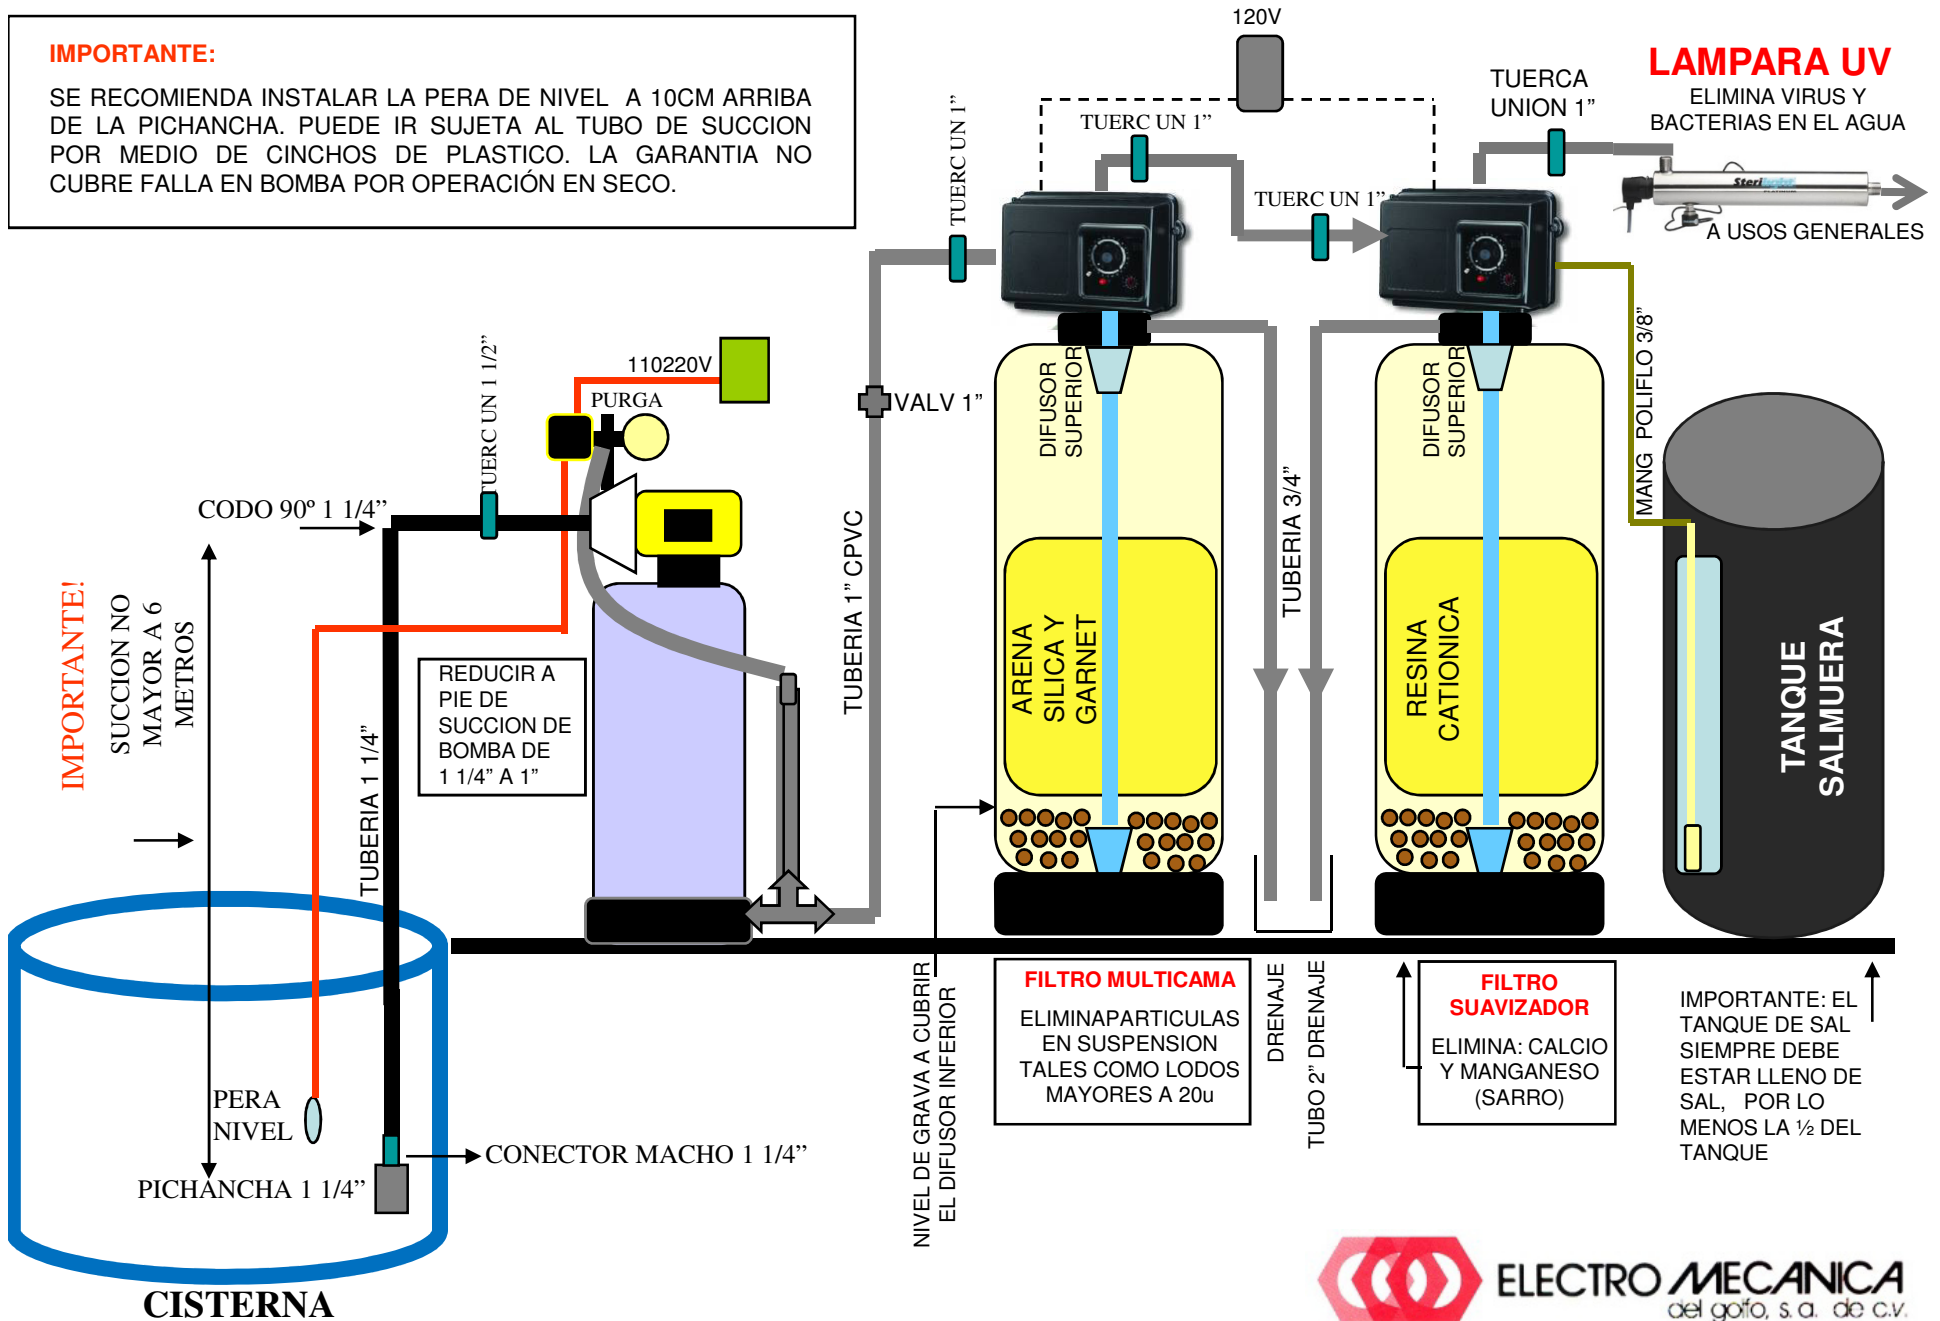 IMPORTANTE:
SE RECOMIENDA INSTALAR LA PERA DE NIVEL A 10CM ARRIBA
DE LA PICHANCHA. PUEDE IR SUJETA AL TUBO DE SUCCION
POR MEDIO DE CINCHOS DE PLASTICO. LA GARANTIA NO
CUBRE FALLA EN BOMBA POR OPERACIÓN EN SECO.
120V
TUERC UN 1”
TUERC UN 1”
TUERC UN 1”
TUERCA
UNION 1”
LAMPARA UV
ELIMINA VIRUS Y
BACTERIAS EN EL AGUA
A USOS GENERALES
110220V
PURGA
TUERC UN 1 1/2”
CODO 90º 1 1/4”
VALV 1”
TUBERIA 1” CPVC
DIFUSOR
SUPERIOR
DIFUSOR
SUPERIOR
MANG POLIFLO 3/8”
TUBERIA 3/4”
IMPORTANTE!
SUCCION NO
MAYOR A 6
METROS
TUBERIA 1 1/4”
REDUCIR A
PIE DE
SUCCION DE
BOMBA DE
1 1/4” A 1”
ARENA
SILICA Y
GARNET
RESINA
CATIONICA
TANQUE
SALMUERA
PERA
NIVEL
CONECTOR MACHO 1 1/4”
PICHANCHA 1 1/4”
CISTERNA
NIVEL DE GRAVA A CUBRIR
EL DIFUSOR INFERIOR
FILTRO MULTICAMA
ELIMINAPARTICULAS
EN SUSPENSION
TALES COMO LODOS
MAYORES A 20u
DRENAJE
TUBO 2” DRENAJE
FILTRO
SUAVIZADOR
ELIMINA: CALCIO
Y MANGANESO
(SARRO)
IMPORTANTE: EL
TANQUE DE SAL
SIEMPRE DEBE
ESTAR LLENO DE
SAL, POR LO
MENOS LA ½ DEL
TANQUE
ELECTRO MECANICA
del golfo, s.a. de c.v.